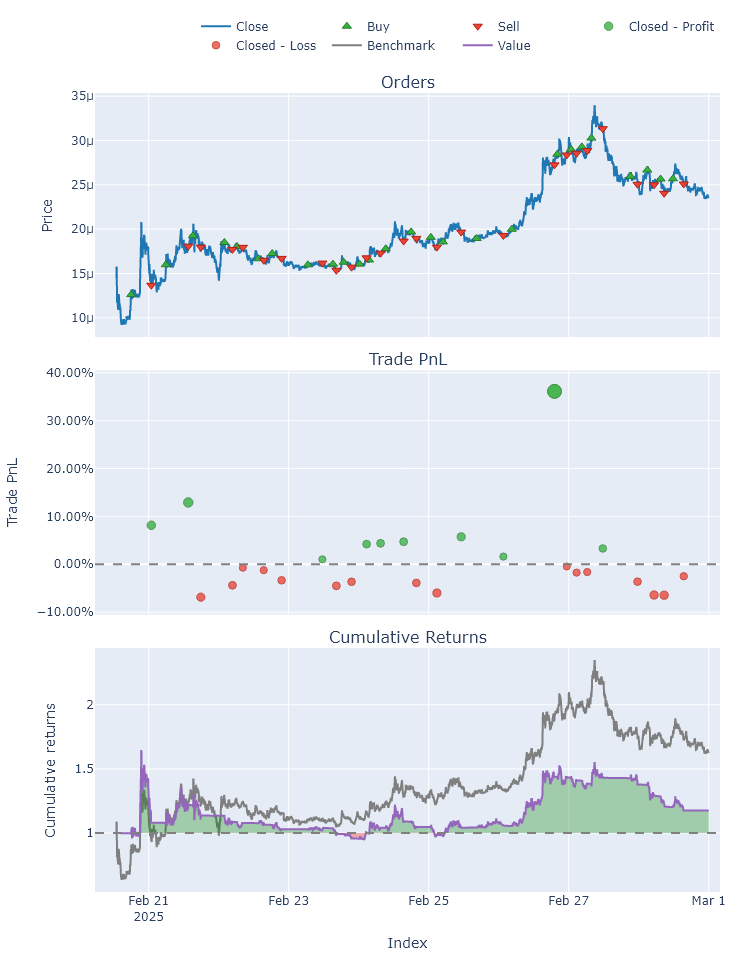 Close Buy Sell Closed - Profit
Closed - Loss Benchmark Value
Orders
35μ
30μ
25μ
20μ
15μ
10μ
Price
Trade PnL
40.00%
30.00%
20.00%
10.00%
0.00%
−10.00%
Trade PnL
Cumulative Returns
2
1.5
1
Cumulative returns
Feb 21 Feb 23 Feb 25 Feb 27 Mar 1
2025
Index